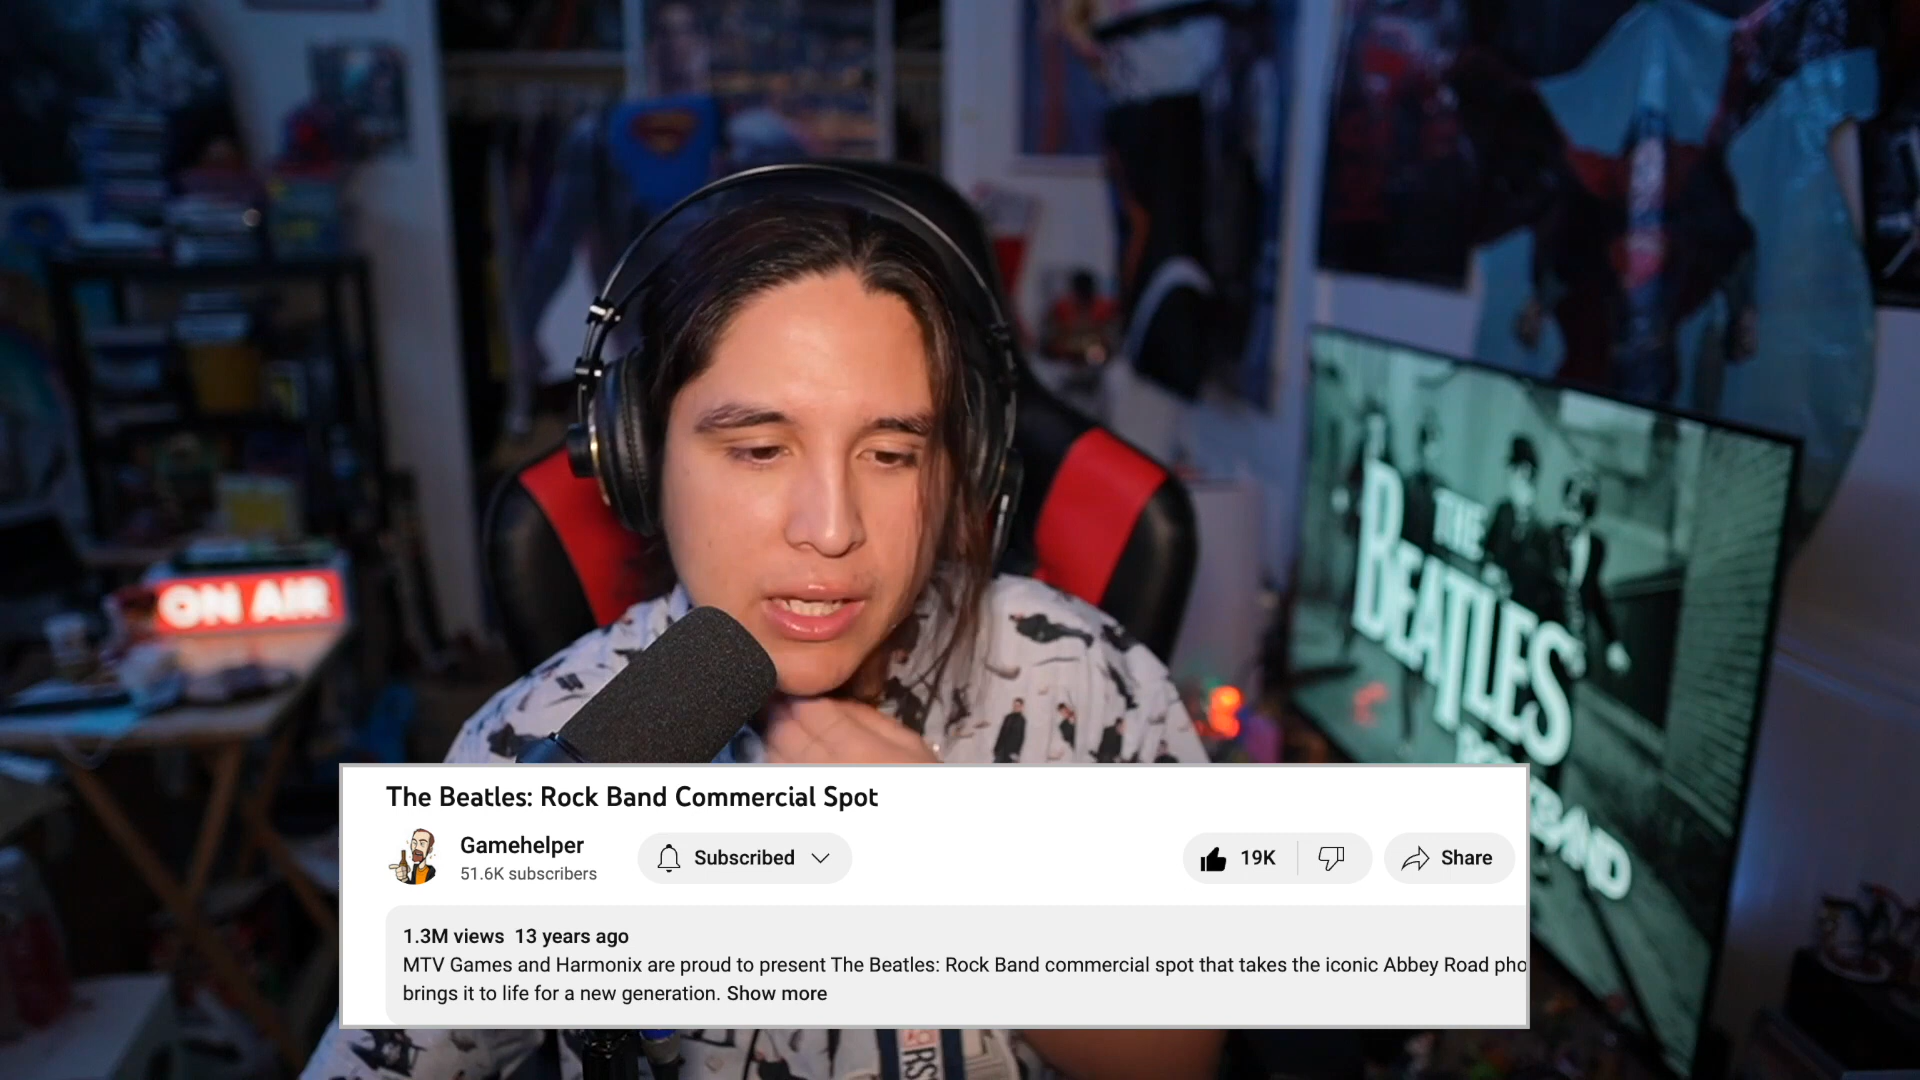 ON AIR
THE
BEATLES
BAND
The Beatles: Rock Band Commercial Spot
Gamehelper
51.6K subscribers
Subscribed
19K
Share
1.3M views 13 years ago
MTV Games and Harmonix are proud to present The Beatles: Rock Band commercial spot that takes the iconic Abbey Road pho
brings it to life for a new generation. Show more